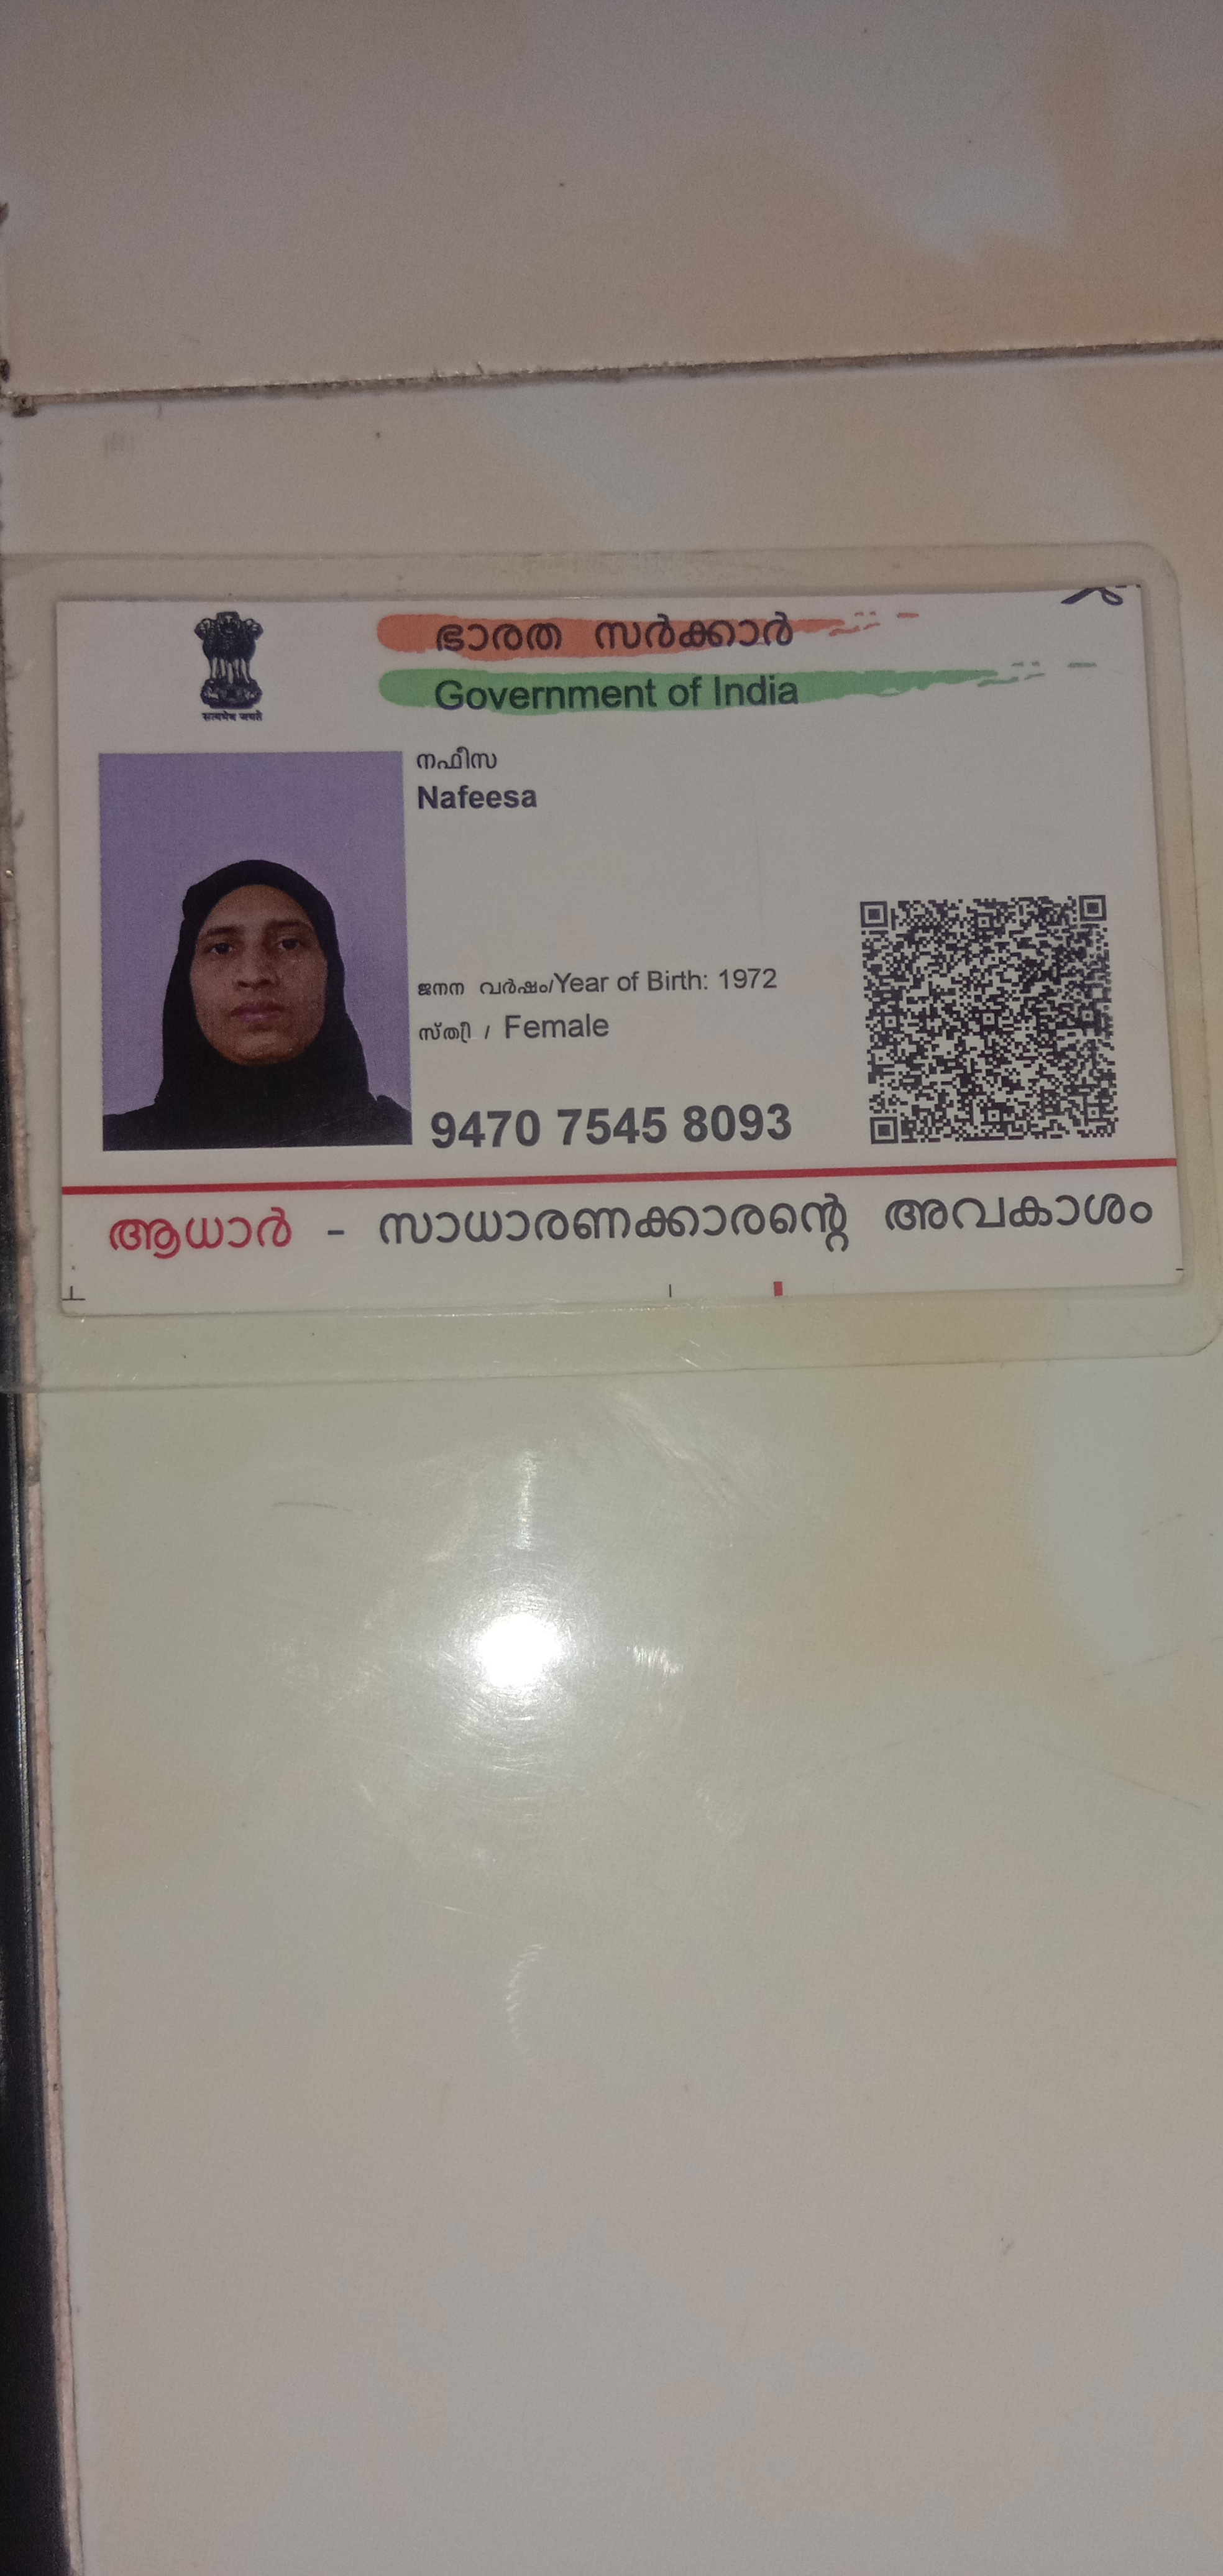 ഭാരത സർക്കാർ
Government of India
सत्यमेव जयते
നഫീസ
Nafeesa
ജനന വർഷം/Year of Birth: 1972
സ്ത്രീ / Female
9470 7545 8093
ആധാർ - സാധാരണക്കാരന്റെ അവകാശം